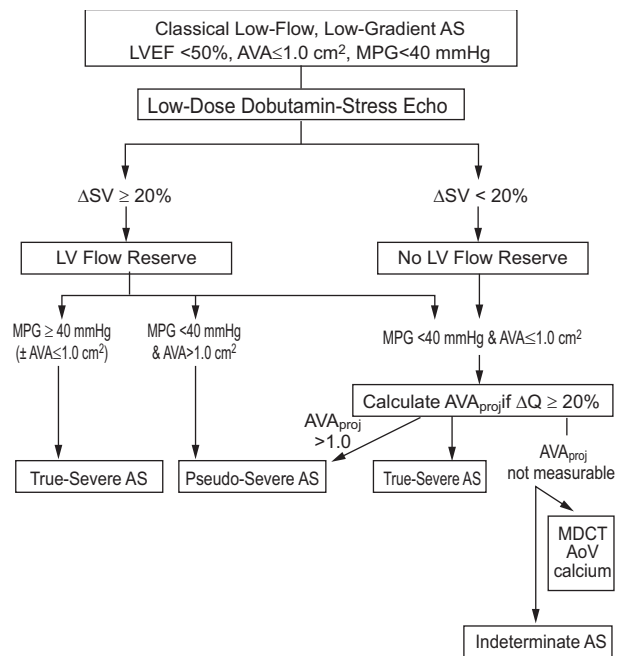 Classical Low-Flow, Low-Gradient AS
LVEF <50%, AVA≤1.0 cm², MPG<40 mmHg
Low-Dose Dobutamin-Stress Echo
ΔSV ≥ 20%
ΔSV < 20%
LV Flow Reserve
No LV Flow Reserve
MPG ≥ 40 mmHg
(± AVA≤1.0 cm²)
MPG <40 mmHg
& AVA>1.0 cm²
MPG <40 mmHg & AVA≤1.0 cm²
Calculate AVAproj if ΔQ ≥ 20%
AVAproj
>1.0
AVAproj
not measurable
True-Severe AS
Pseudo-Severe AS
True-Severe AS
MDCT
AoV
calcium
Indeterminate AS